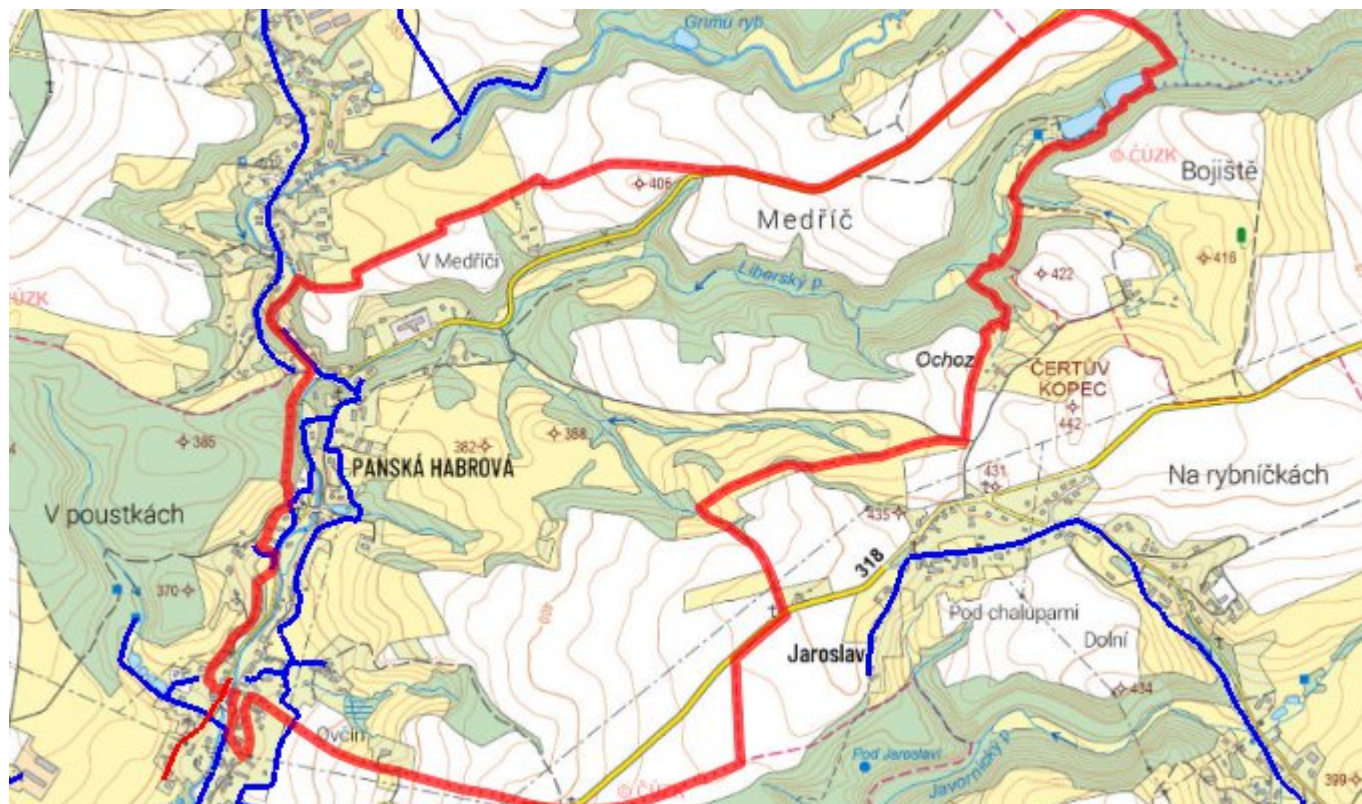 Grimů ryb
© ČÚZK
Bojiště
406
Medříč
V Medříči
416
422
Liberský p.
ÚZK
Ochoz
ČERTŮV
KOPEC
442
385
382
388
PANSKÁ HABROVÁ
431
Na rybníčkách
V poustkách
435
318
370
Pod chalupami
Dolní
Jaroslav
434
Ovčín
Pod Jaroslaví
Javornický p.
399
© ČÚZK